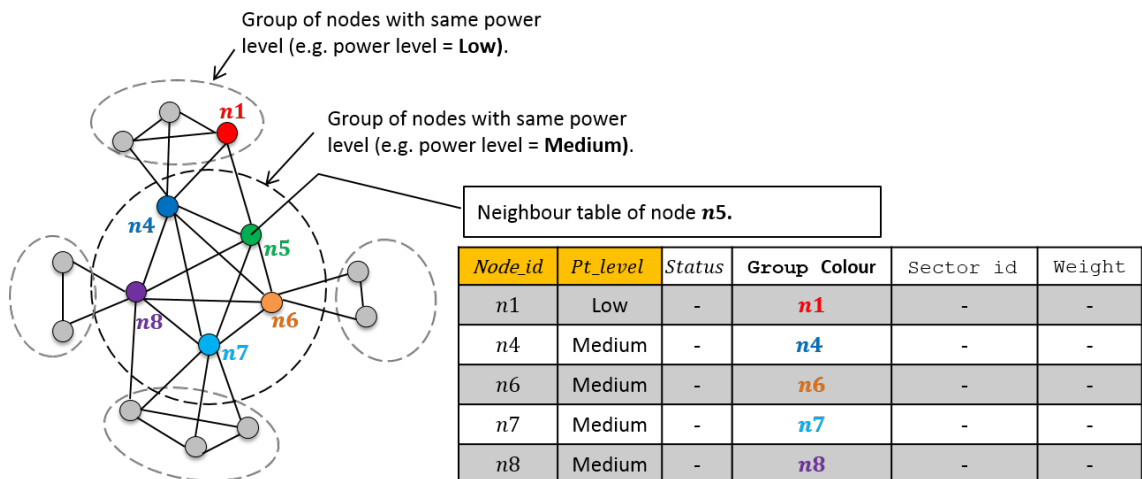 Group of nodes with same power
level (e.g. power level = Low).
n1
Group of nodes with same power
level (e.g. power level = Medium).
n4
n5
n8
n6
n7
Neighbour table of node n5.
Node_id Pt_level Status Group Colour Sector id Weight
n1 Low - n1 - -
n4 Medium - n4 - -
n6 Medium - n6 - -
n7 Medium - n7 - -
n8 Medium - n8 - -